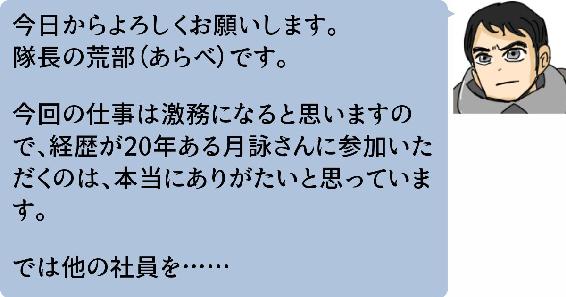 今日からよろしくお願いします。
隊長の荒部（あらべ）です。
今回の仕事は激務になると思いますの
で、経歴が20年ある月詠さんに参加いた
だくのは、本当にありがたいと思っていま
す。
では他の社員を……